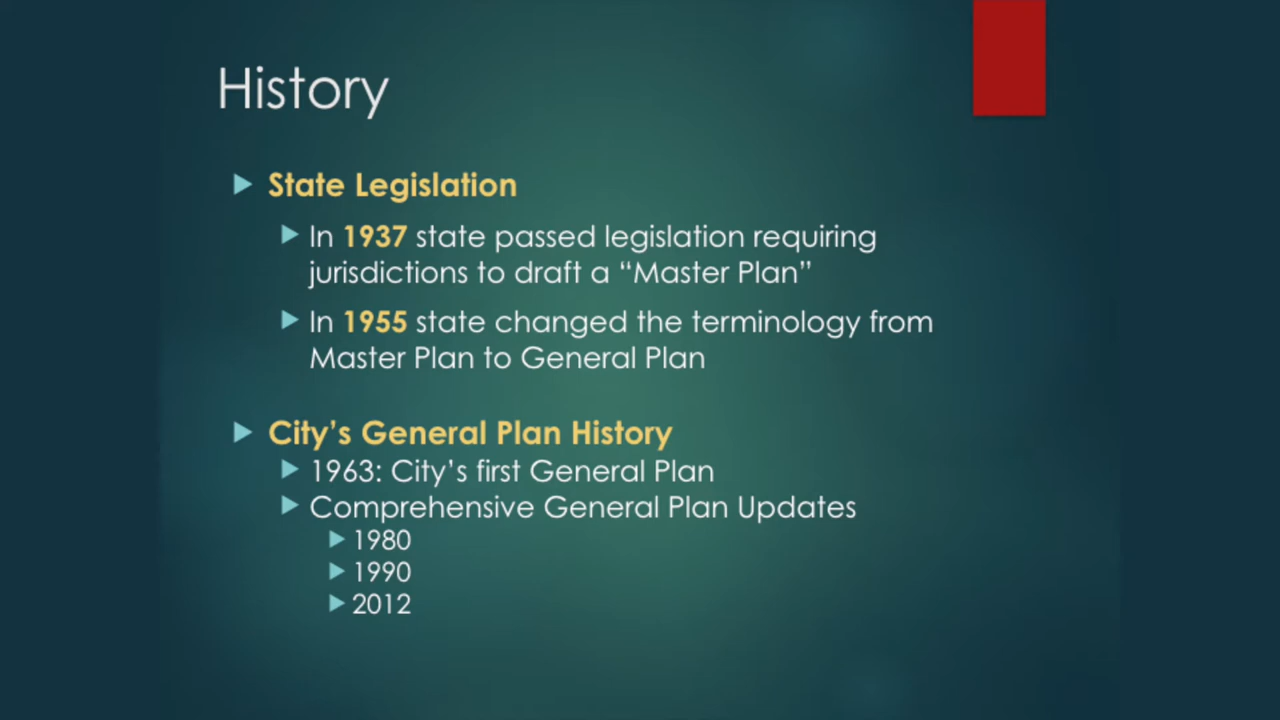 History
State Legislation
In 1937 state passed legislation requiring
jurisdictions to draft a “Master Plan”
In 1955 state changed the terminology from
Master Plan to General Plan
City’s General Plan History
1963: City’s first General Plan
Comprehensive General Plan Updates
1980
1990
2012